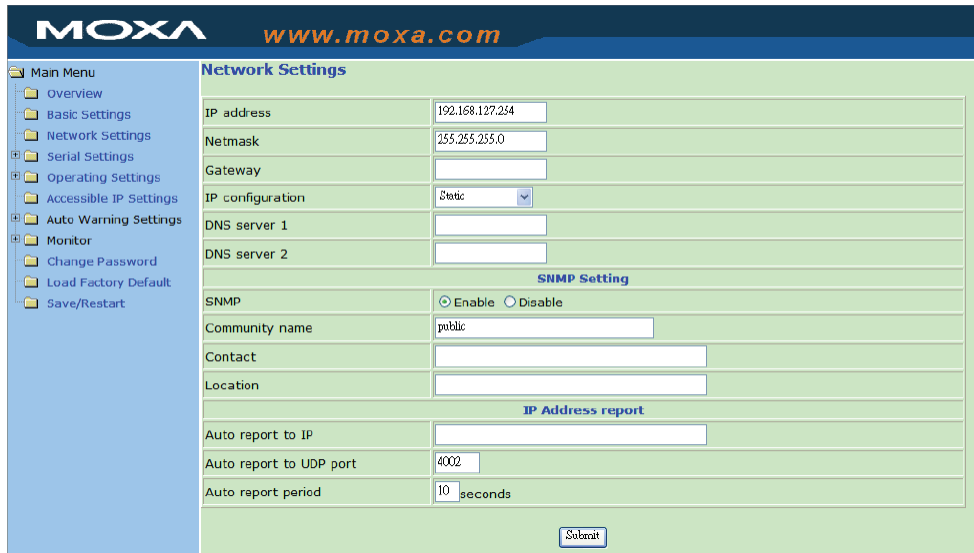 MOXA www.moxa.com
Main Menu
Overview
Basic Settings
Network Settings
Serial Settings
Operating Settings
Accessible IP Settings
Auto Warning Settings
Monitor
Change Password
Load Factory Default
Save/Restart
Network Settings
IP address 192.168.127.254
Netmask 255.255.255.0
Gateway
IP configuration Static
DNS server 1
DNS server 2
SNMP Setting
SNMP Enable Disable
Community name public
Contact
Location
IP Address report
Auto report to IP
Auto report to UDP port 4002
Auto report period 10 seconds
Submit